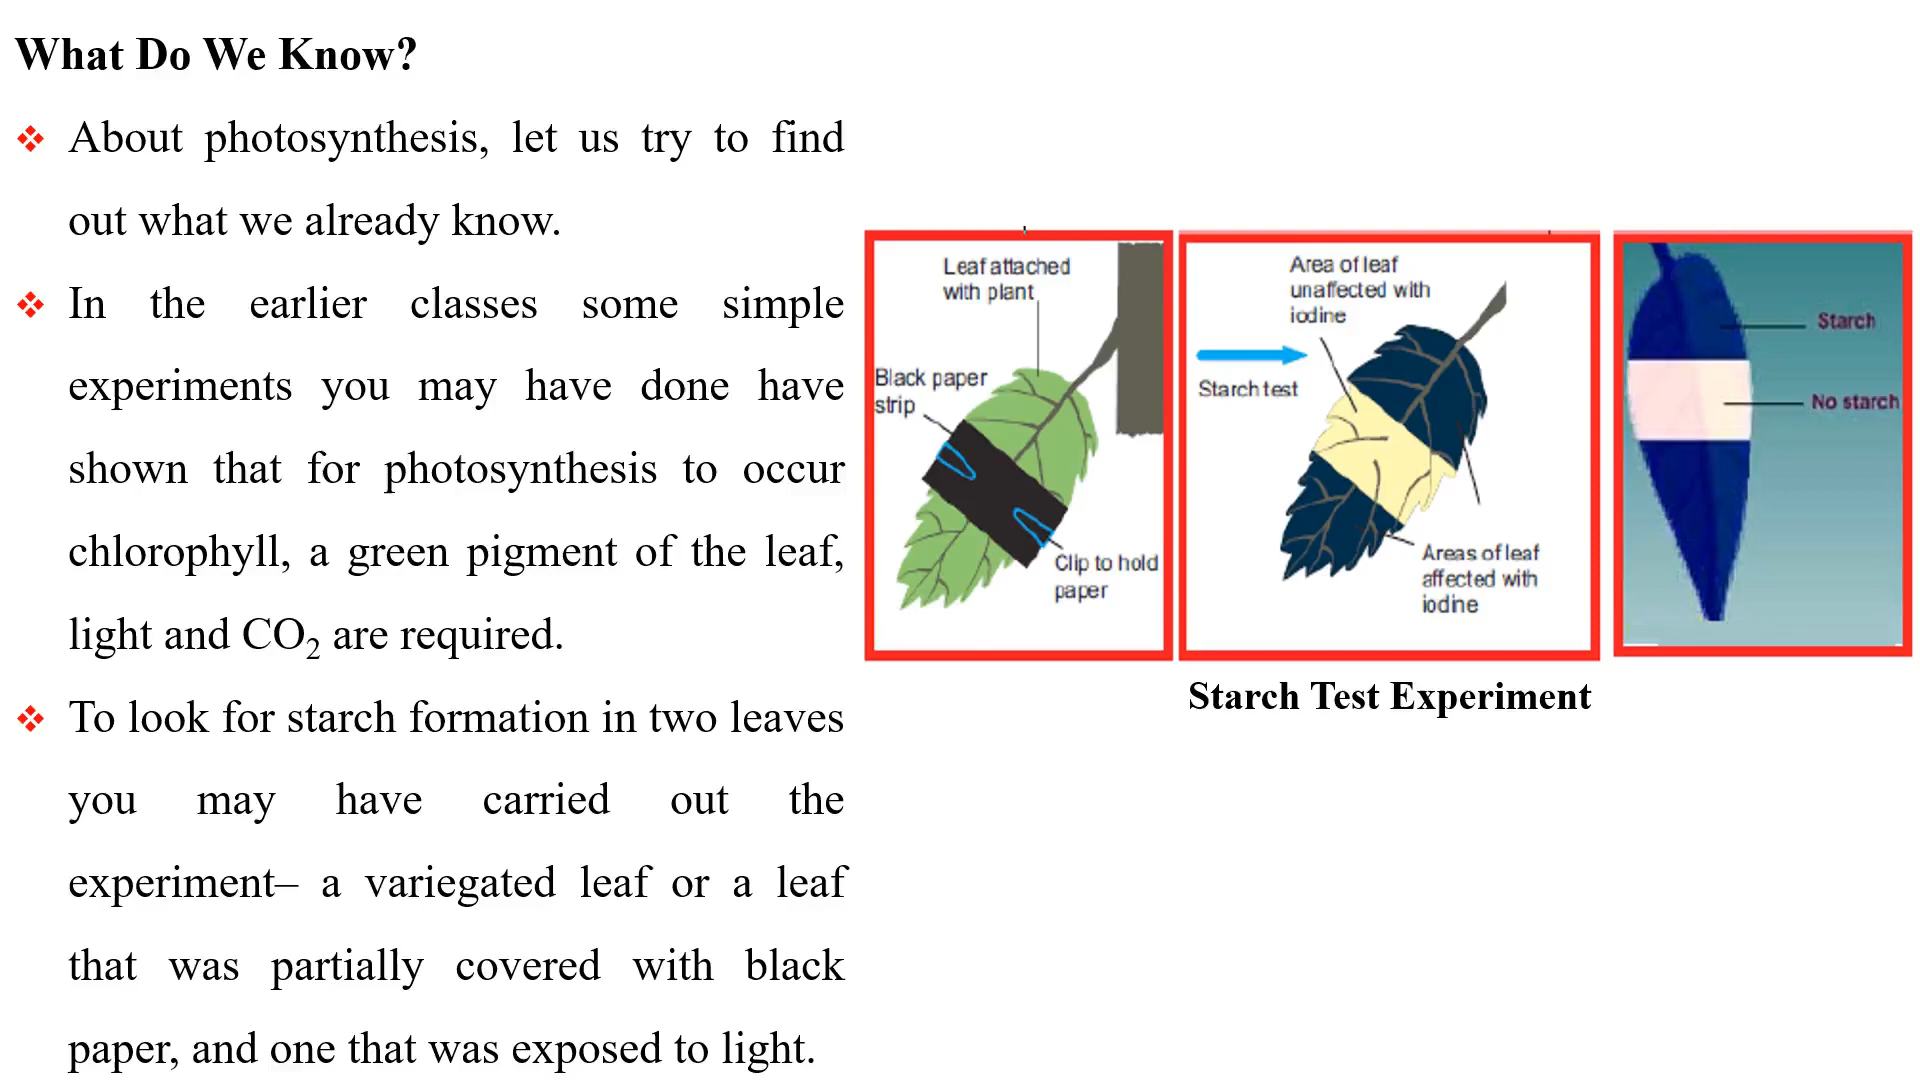 What Do We Know?
❖ About photosynthesis, let us try to find
out what we already know.
❖ In the earlier classes some simple
experiments you may have done have
shown that for photosynthesis to occur
chlorophyll, a green pigment of the leaf,
light and CO₂ are required.
❖ To look for starch formation in two leaves
you may have carried out the
experiment– a variegated leaf or a leaf
that was partially covered with black
paper, and one that was exposed to light.
Leaf attached
with plant
Black paper
strip
Clip to hold
paper
Area of leaf
unaffected with
iodine
Starch test
Areas of leaf
affected with
iodine
Starch
No starch
Starch Test Experiment